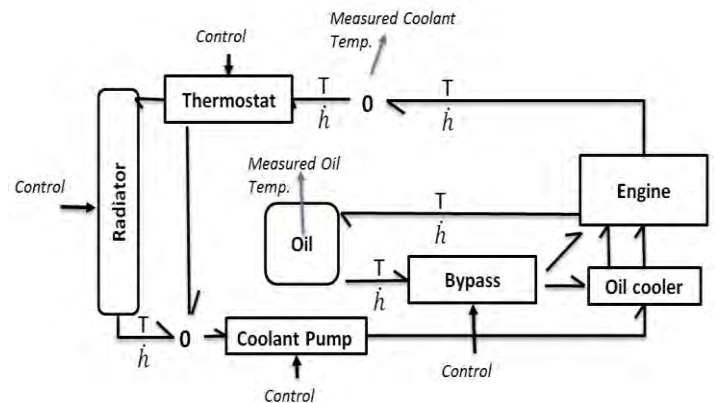 Measured Coolant
Temp.
Control
Thermostat
T
ḣ
0
T
ḣ
Control
Radiator
Measured Oil
Temp.
Oil
T
ḣ
Engine
T
ḣ
Bypass
Oil cooler
T
ḣ
0
Coolant Pump
Control
Control